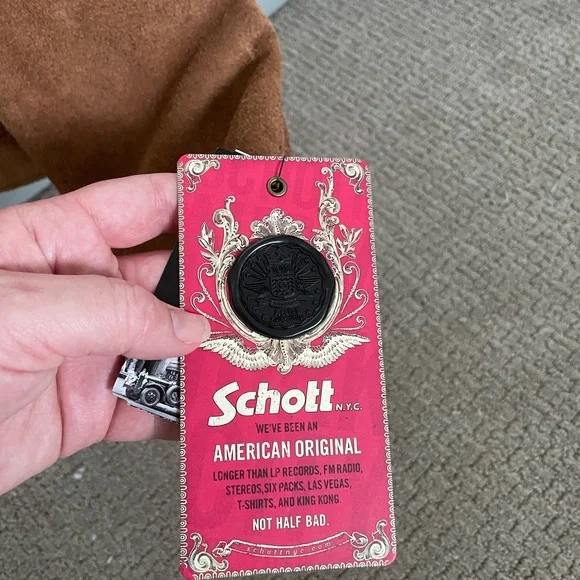 Schott N.Y.C.
WE'VE BEEN AN
AMERICAN ORIGINAL
LONGER THAN LP RECORDS, FM RADIO,
STEREOS, SIX PACKS, LAS VEGAS,
T-SHIRTS, AND KING KONG.
NOT HALF BAD.
schottnyc.com